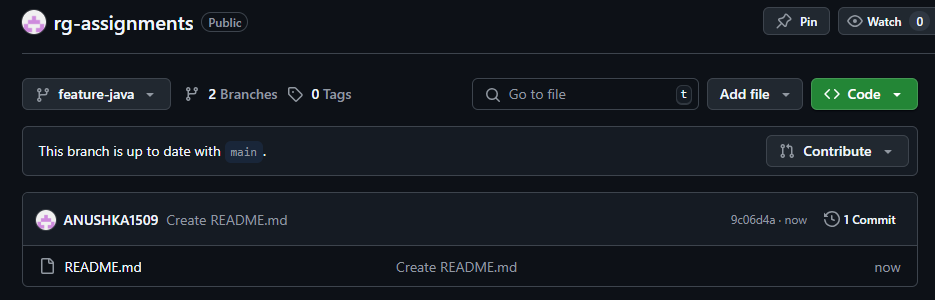 rg-assignments Public Pin Watch 0
feature-java 2 Branches 0 Tags Go to file t Add file Code
This branch is up to date with main . Contribute
ANUSHKA1509 Create README.md 9c06d4a · now 1 Commit
README.md Create README.md now